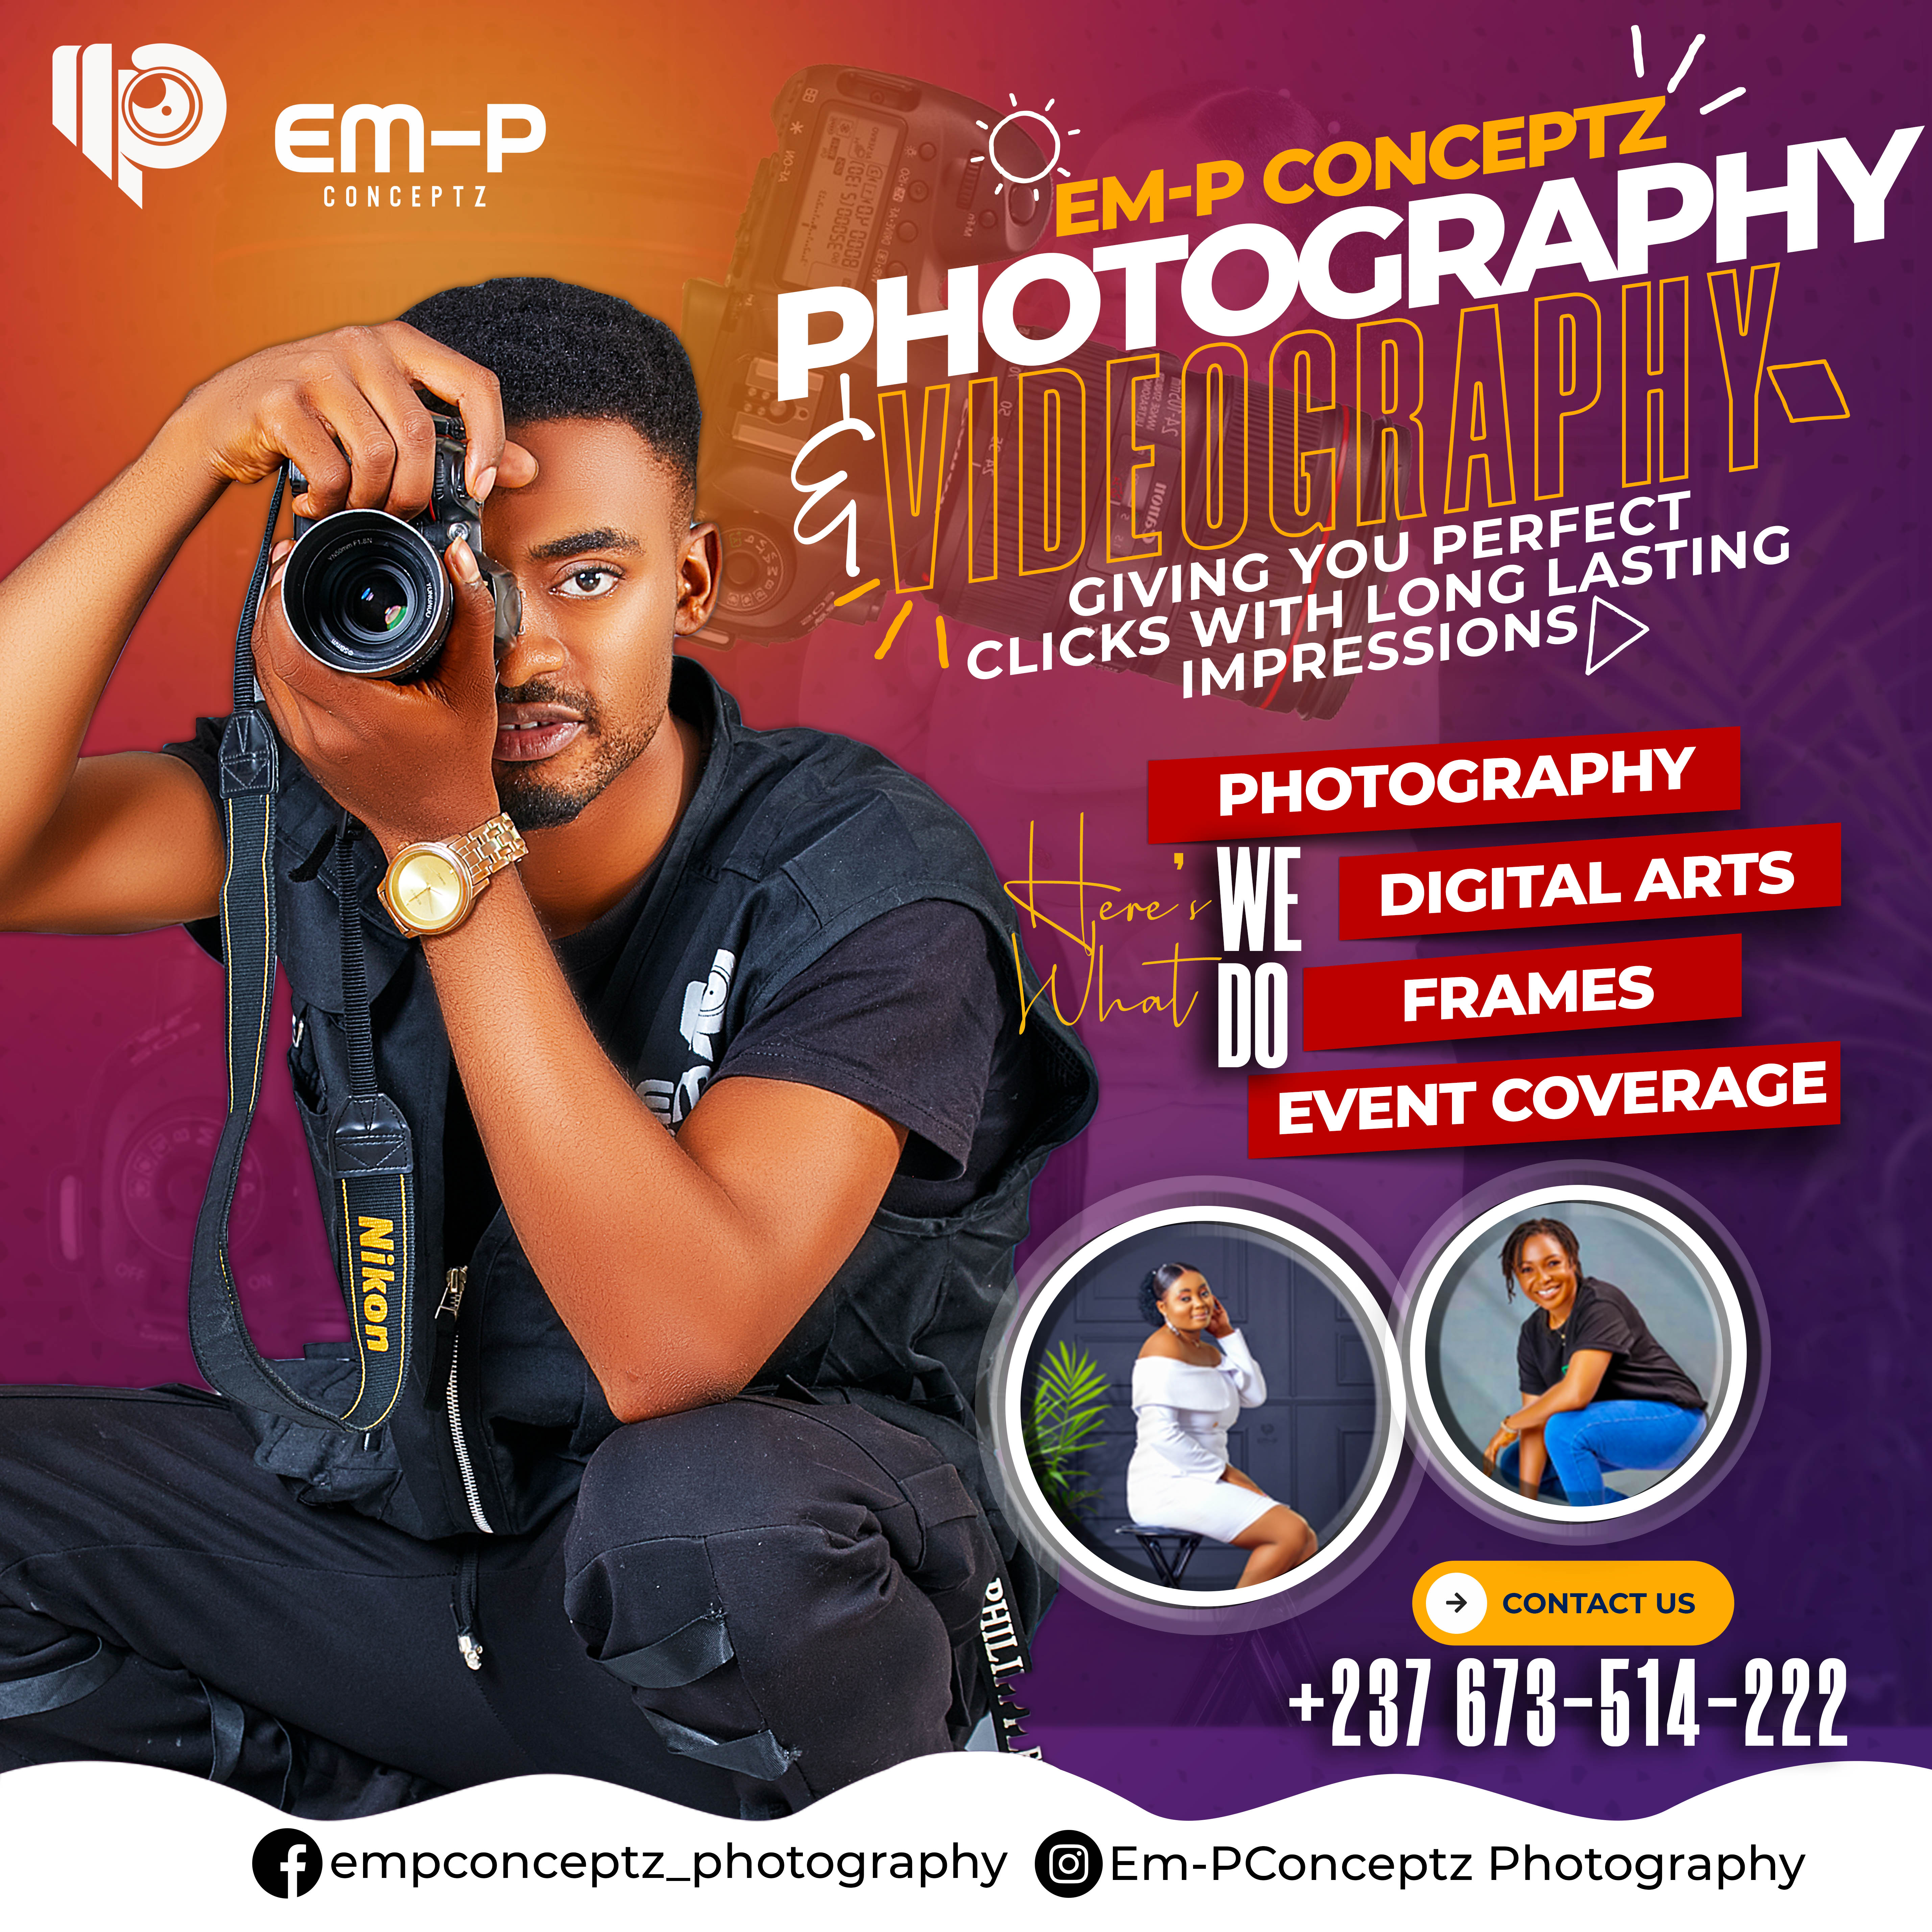 EM-P
CONCEPTZ
EM-P CONCEPTZ
PHOTOGRAPHY
& VIDEOGRAPHY
GIVING YOU PERFECT
CLICKS WITH LONG LASTING
IMPRESSIONS
Here's
What
WE
DO
PHOTOGRAPHY
DIGITAL ARTS
FRAMES
EVENT COVERAGE
Nikon
CONTACT US
+237 673-514-222
empconceptz_photography
Em-PConceptz Photography